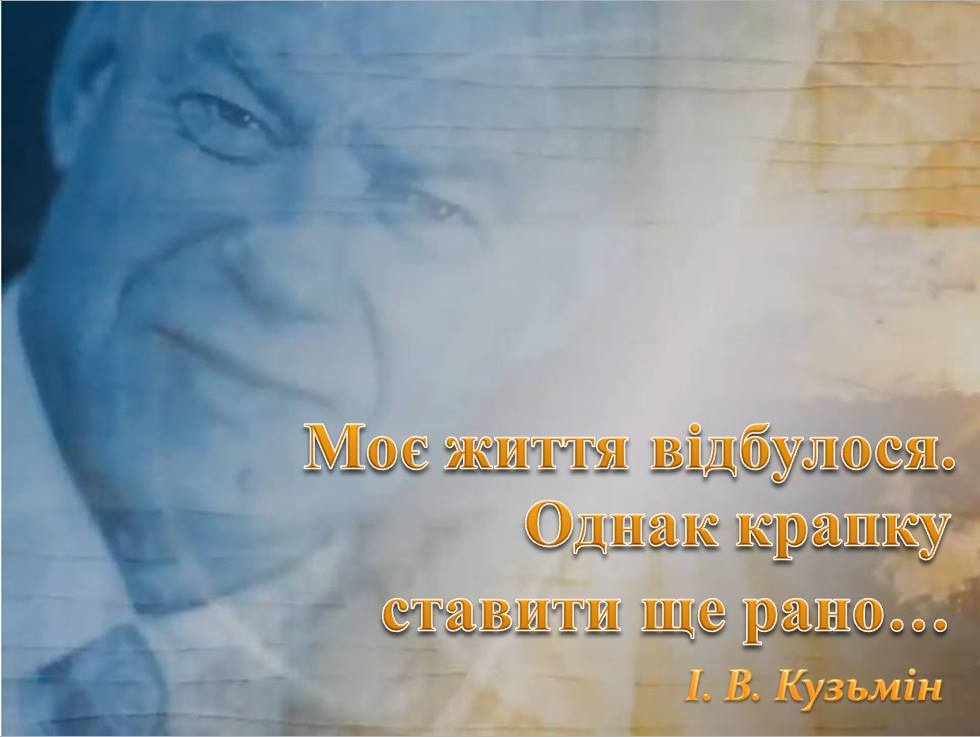 Моє життя відбулося.
Однак крапку
ставити ще рано...
І. В. Кузьмін